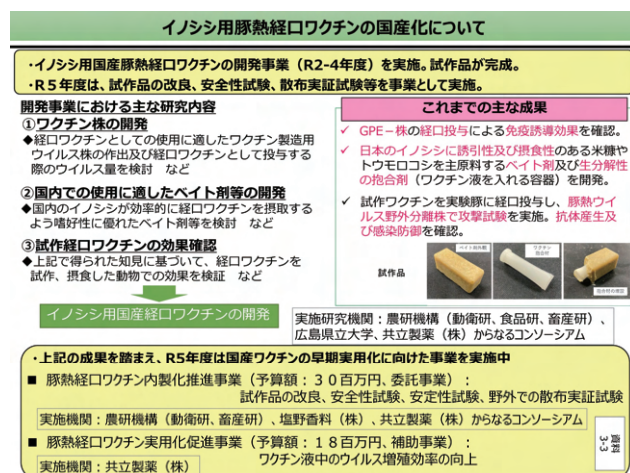 イノシシ用豚熱経口ワクチンの国産化について
・イノシシ用国産豚熱経口ワクチンの開発事業（R2-4年度）を実施。試作品が完成。
・R５年度は、試作品の改良、安全性試験、散布実証試験等を事業として実施。
開発事業における主な研究内容
①ワクチン株の開発
◆経口ワクチンとしての使用に適したワクチン製造用
ウイルス株の作出及び経口ワクチンとして投与する
際のウイルス量を検討　など
②国内での使用に適したベイト剤等の開発
◆国内のイノシシが効率的に経口ワクチンを摂取する
よう嗜好性に優れたベイト剤等を検討　など
③試作経口ワクチンの効果確認
◆上記で得られた知見に基づいて、経口ワクチンを
試作、摂食した動物での効果を検証　など
イノシシ用国産経口ワクチンの開発
これまでの主な成果
✓ GPE－株の経口投与による免疫誘導効果を確認。
✓ 日本のイノシシに誘引性及び摂食性のある米糠や
トウモロコシを主原料するベイト剤及び生分解性
の抱合剤（ワクチン液を入れる容器）を開発。
✓ 試作ワクチンを実験豚に経口投与し、豚熱ウイ
ルス野外分離株で攻撃試験を実施。抗体産生及
び感染防御を確認。
試作品
ワクチン
実施研究機関：農研機構（動衛研、食品研、畜産研）、
広島県立大学、共立製薬（株）からなるコンソーシアム
・上記の成果を踏まえ、R5年度は国産ワクチンの早期実用化に向けた事業を実施中
■ 豚熱経口ワクチン内製化推進事業（予算額：３０百万円、委託事業）：
試作品の改良、安全性試験、安定性試験、野外での散布実証試験
実施機関：農研機構（動衛研、畜産研）、塩野香料（株）、共立製薬（株）からなるコンソーシアム
■ 豚熱経口ワクチン実用化促進事業（予算額：１８百万円、補助事業）：
ワクチン液中のウイルス増殖効率の向上
実施機関：共立製薬（株）
資料
3-3